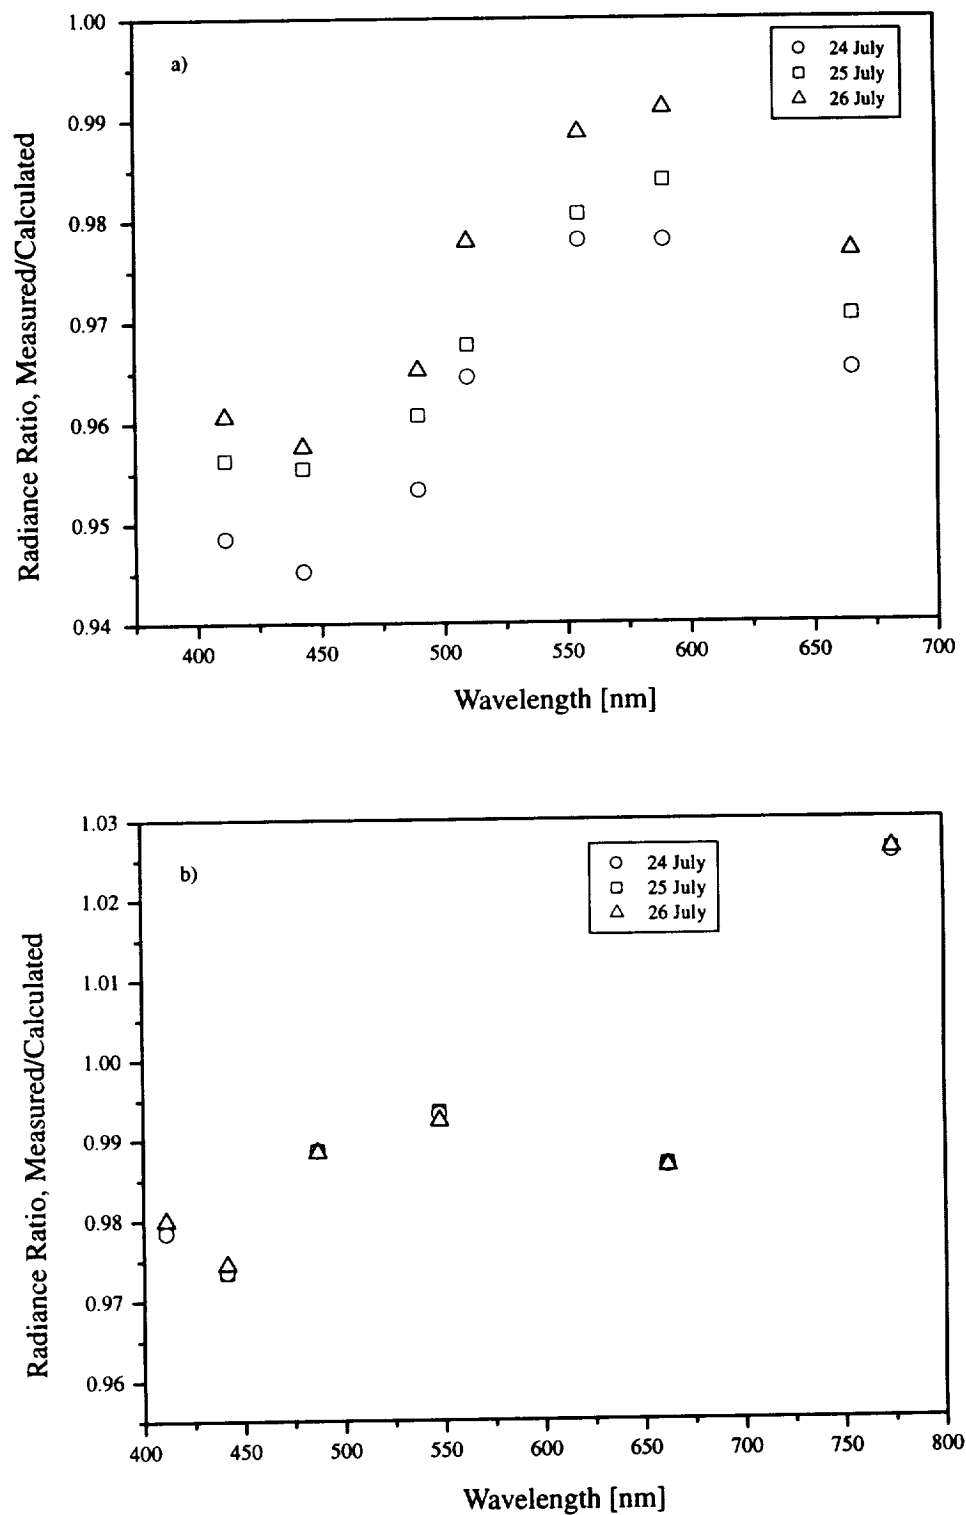 1.00
a)
24 July
25 July
26 July
0.99
0.98
0.97
0.96
0.95
0.94
Radiance Ratio, Measured/Calculated
400 450 500 550 600 650 700
Wavelength [nm]
1.03
b)
24 July
25 July
26 July
1.02
1.01
1.00
0.99
0.98
0.97
0.96
Radiance Ratio, Measured/Calculated
400 450 500 550 600 650 700 750 800
Wavelength [nm]